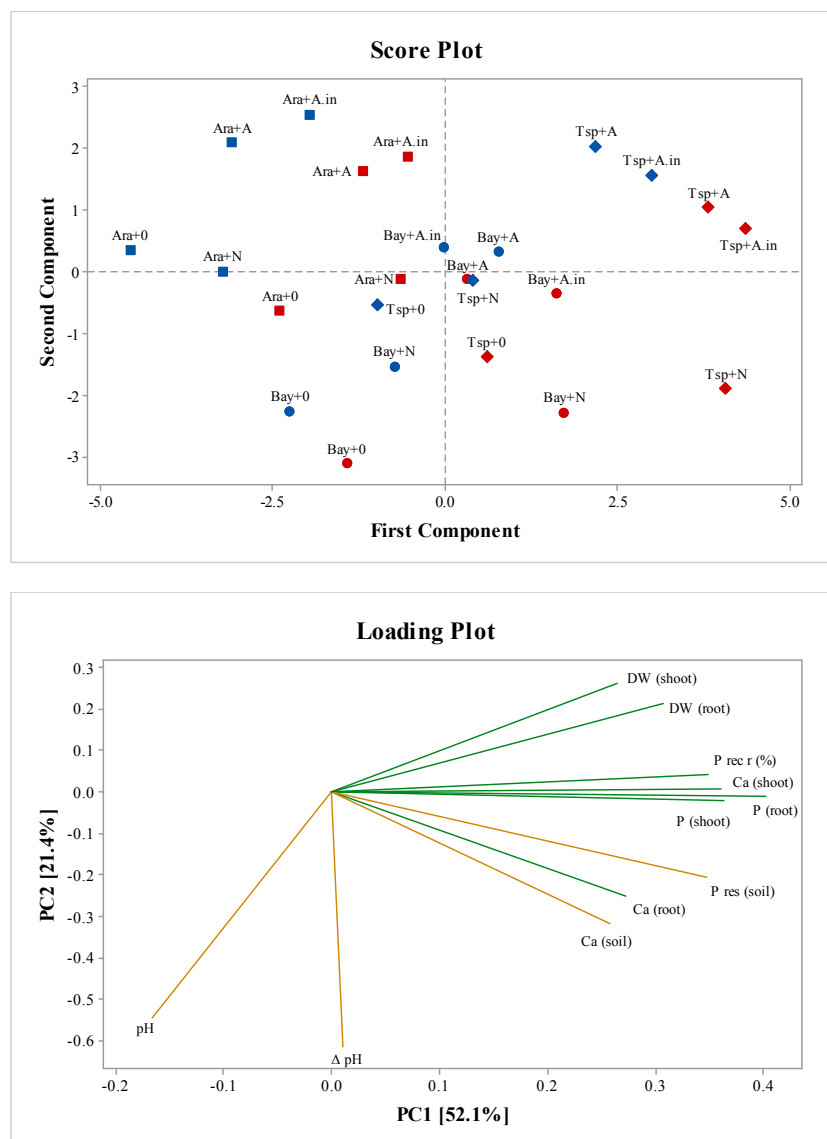 Score Plot
3
2
1
0
-1
-2
-3
Second Component
Ara+A.in
Ara+A
Tsp+A
Ara+A.in
Tsp+A.in
Ara+A
Tsp+A
Tsp+A.in
Ara+0
Bay+A.in
Bay+A
Ara+N
Bay+A
Ara+N
Bay+A.in
Ara+0
Tsp+0
Tsp+N
Tsp+0
Bay+N
Tsp+N
Bay+0
Bay+N
Bay+0
-5.0 -2.5 0.0 2.5 5.0
First Component
Loading Plot
0.3
0.2
0.1
0.0
-0.1
-0.2
-0.3
-0.4
-0.5
-0.6
PC2 [21.4%]
DW (shoot)
DW (root)
P rec r (%)
Ca (shoot)
P (root)
P (shoot)
P res (soil)
Ca (root)
Ca (soil)
pH
Δ pH
-0.2 -0.1 0.0 0.1 0.2 0.3 0.4
PC1 [52.1%]